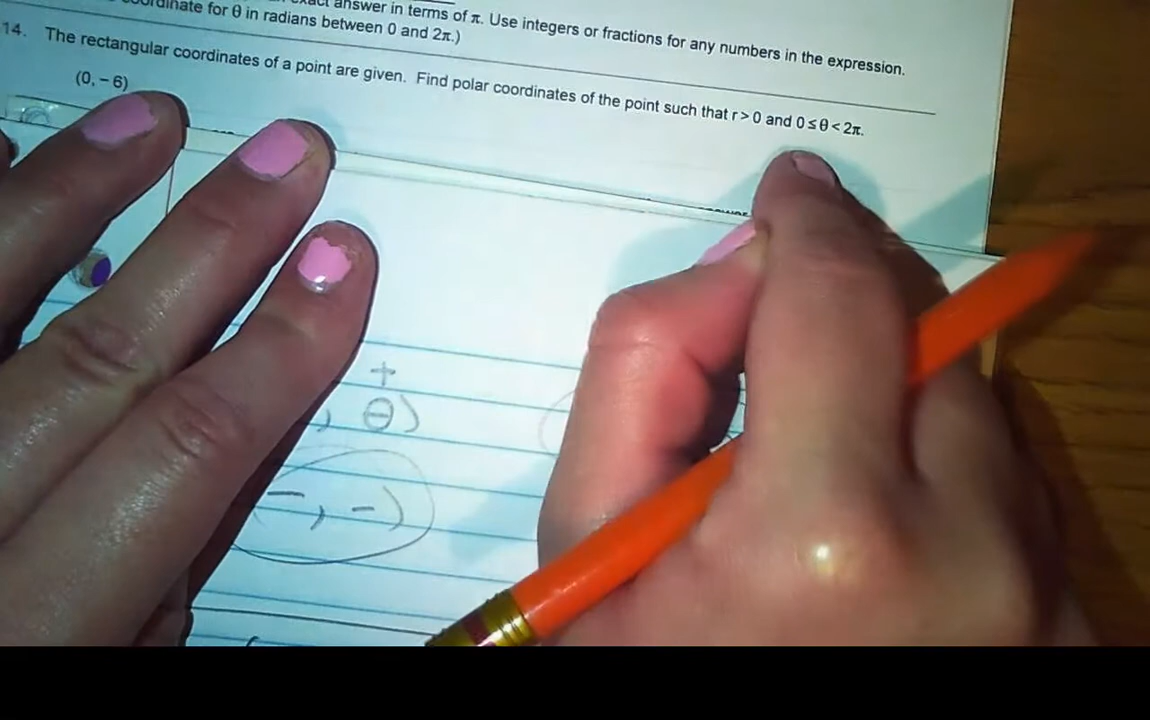 answer in terms of π. Use integers or fractions for any numbers in the expression.
for θ in radians between 0 and 2π.)
14. The rectangular coordinates of a point are given. Find polar coordinates of the point such that r > 0 and 0 ≤ θ < 2π.
(0, − 6)
+
, θ)
−, −)